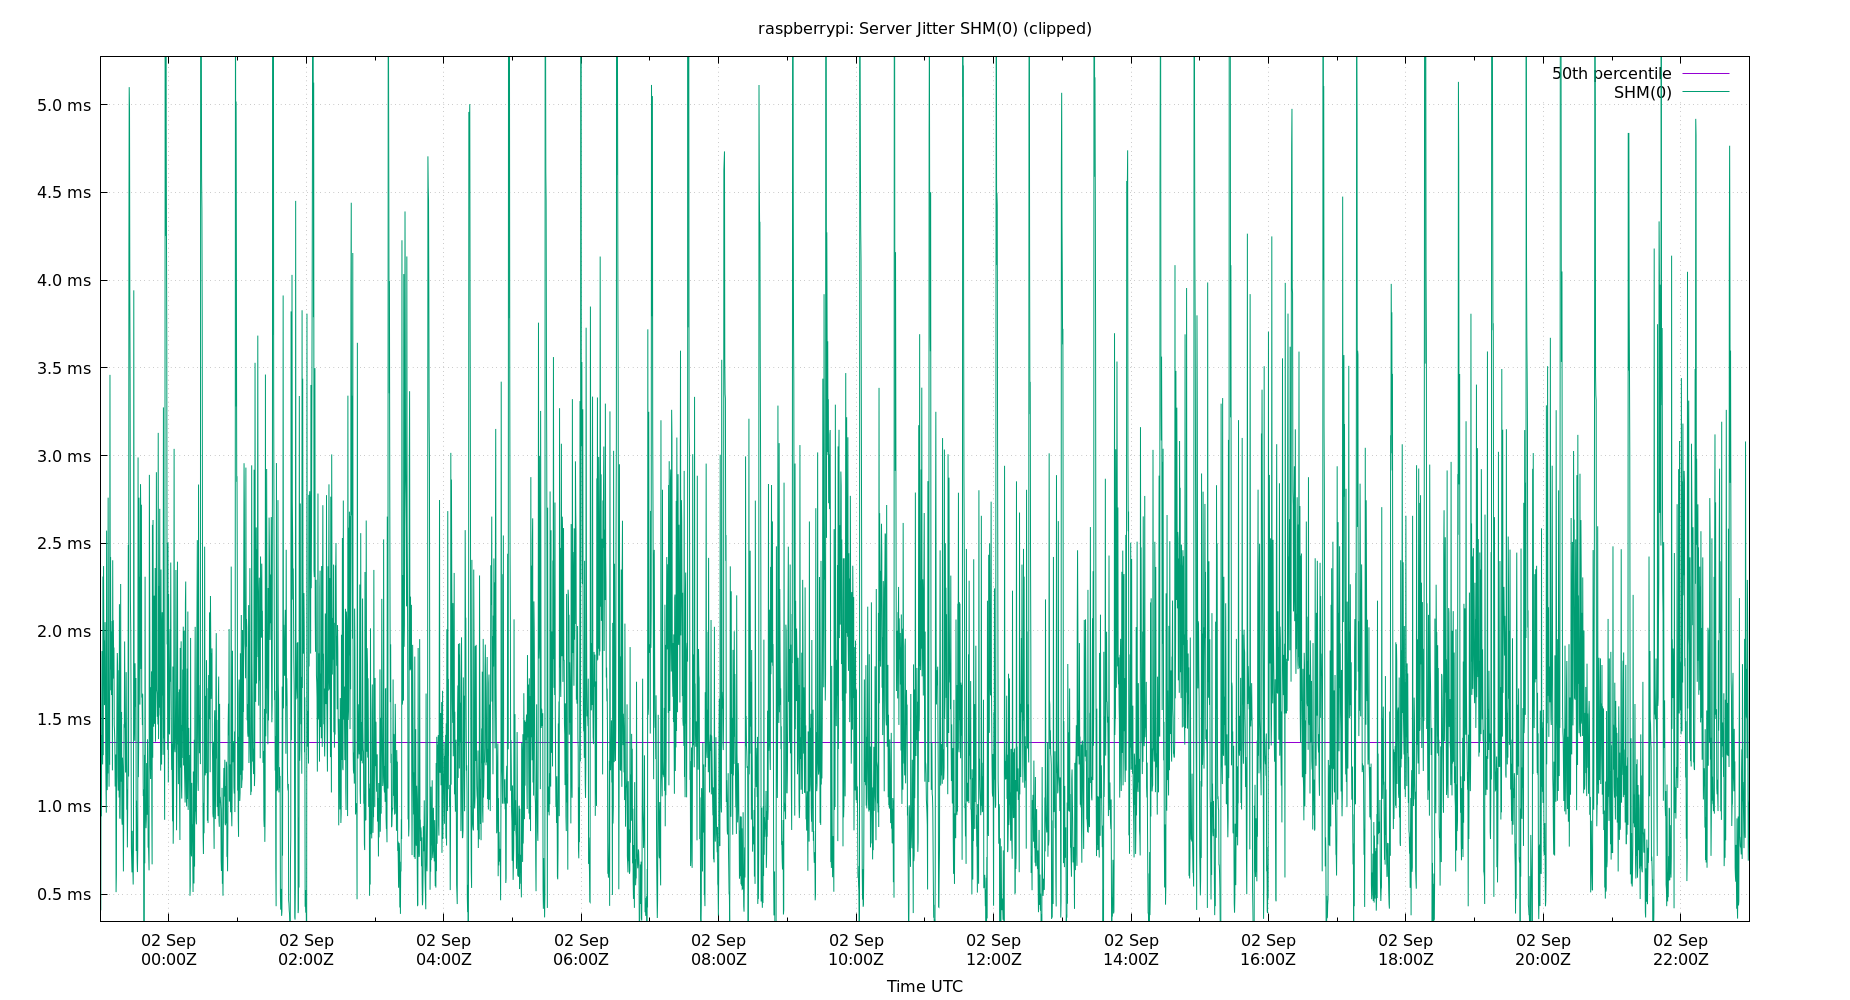 raspberrypi: Server Jitter SHM(0) (clipped)
50th percentile
SHM(0)
5.0 ms
4.5 ms
4.0 ms
3.5 ms
3.0 ms
2.5 ms
2.0 ms
1.5 ms
1.0 ms
0.5 ms
02 Sep 02 Sep 02 Sep 02 Sep 02 Sep 02 Sep 02 Sep 02 Sep 02 Sep 02 Sep 02 Sep 02 Sep
00:00Z 02:00Z 04:00Z 06:00Z 08:00Z 10:00Z 12:00Z 14:00Z 16:00Z 18:00Z 20:00Z 22:00Z
Time UTC